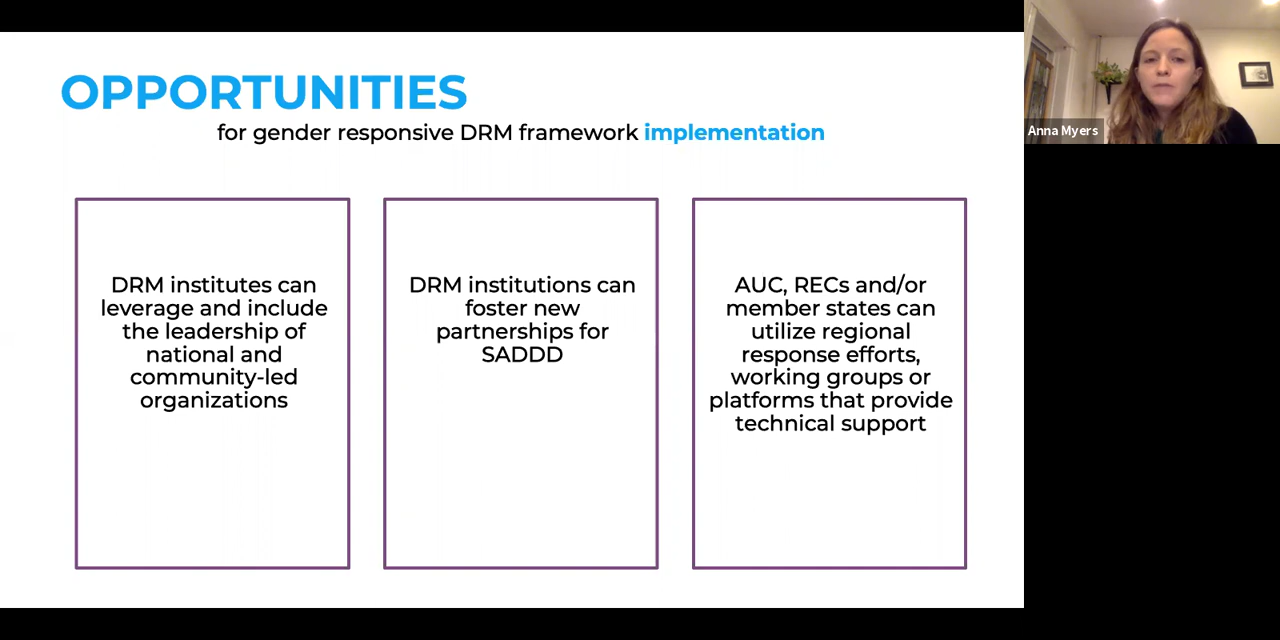 OPPORTUNITIES
for gender responsive DRM framework implementation
DRM institutes can
leverage and include
the leadership of
national and
community-led
organizations
DRM institutions can
foster new
partnerships for
SADDD
AUC, RECs and/or
member states can
utilize regional
response efforts,
working groups or
platforms that provide
technical support
Anna Myers